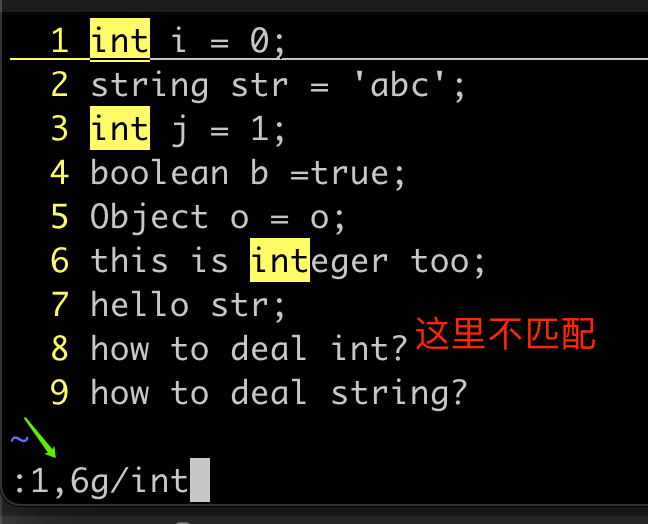 1 int i = 0;
2 string str = 'abc';
3 int j = 1;
4 boolean b =true;
5 Object o = o;
6 this is integer too;
7 hello str;
8 how to deal int? 这里不匹配
9 how to deal string?
~
:1,6g/int